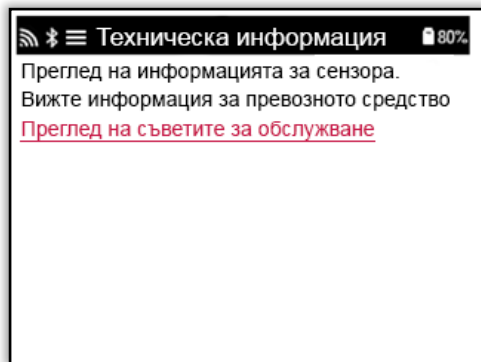 Техническа информация 80%
Преглед на информацията за сензора.
Вижте информация за превозното средство
Преглед на съветите за обслужване